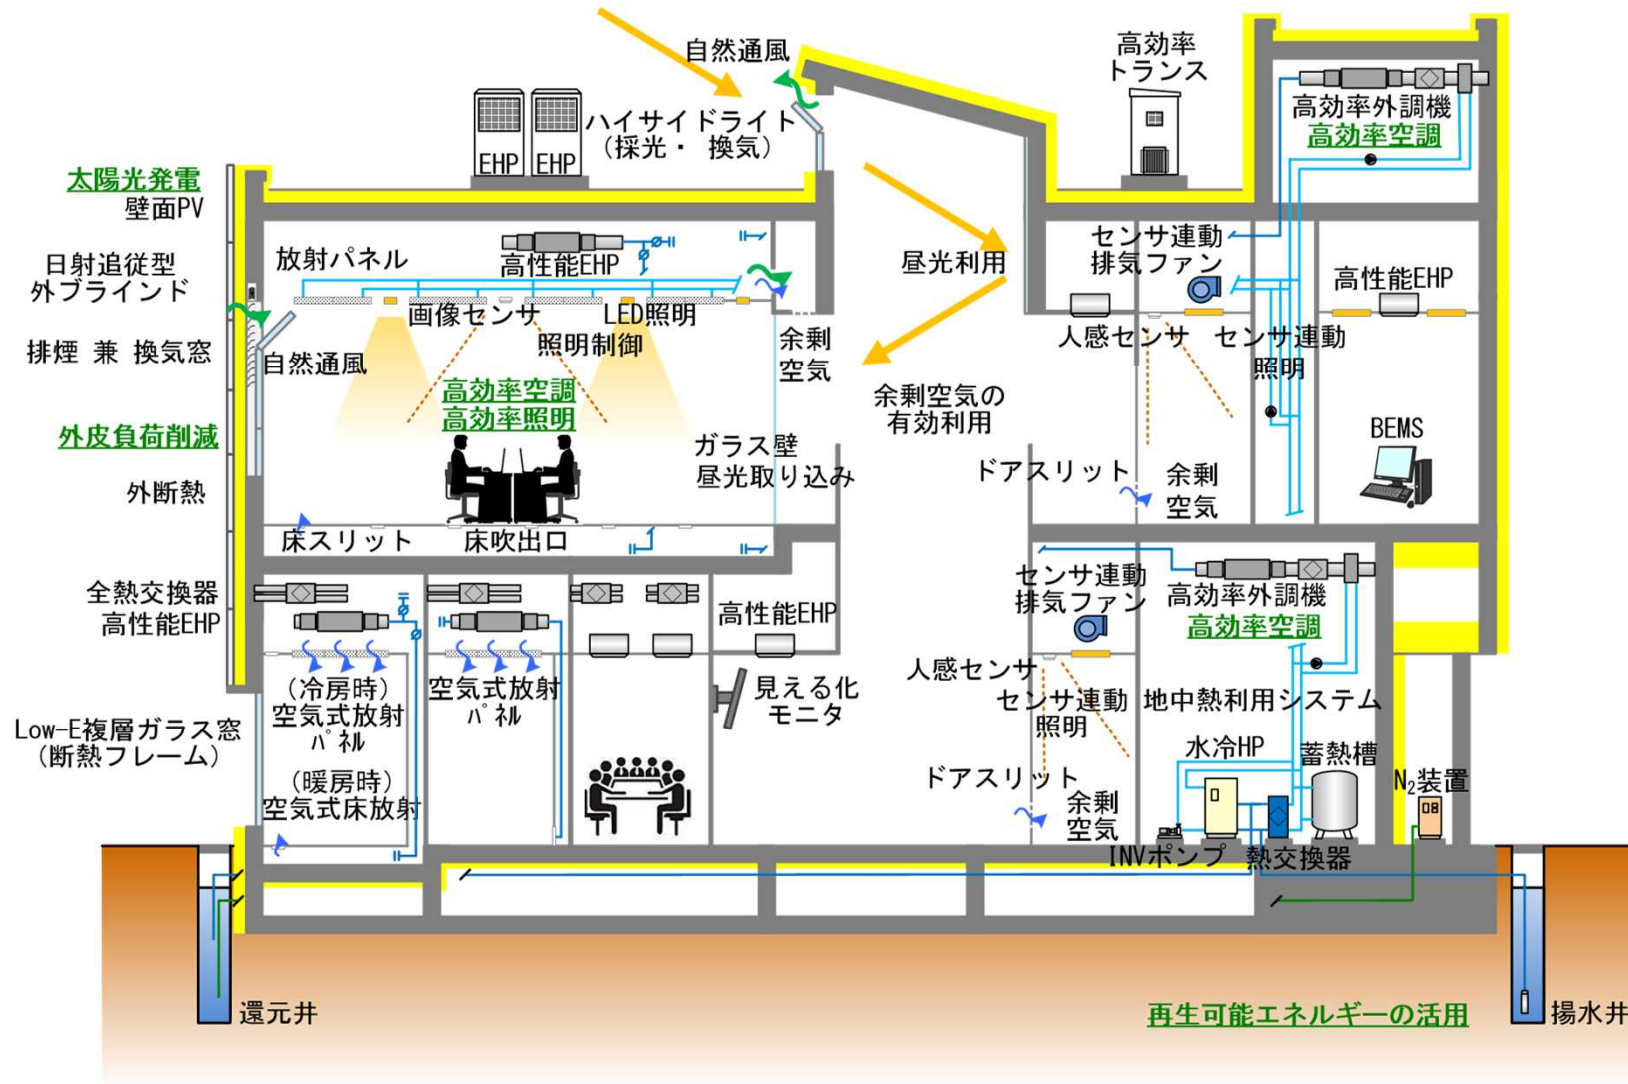 自然通風
高効率
トランス
高効率外調機
高効率空調
ハイサイドライト
（採光・ 換気）
EHP
EHP
太陽光発電
壁面PV
日射追従型
外ブラインド
排煙 兼 換気窓
外皮負荷削減
外断熱
全熱交換器
高性能EHP
Low-E複層ガラス窓
（断熱フレーム）
放射パネル
高性能EHP
画像センサ
LED照明
照明制御
自然通風
高効率空調
高効率照明
余剰
空気
ガラス壁
昼光取り込み
床スリット
床吹出口
昼光利用
余剰空気の
有効利用
センサ連動
排気ファン
高性能EHP
人感センサ
センサ連動
照明
BEMS
ドアスリット
余剰
空気
センサ連動
排気ファン
高効率外調機
高効率空調
高性能EHP
人感センサ
センサ連動
照明
地中熱利用システム
見える化
モニタ
（冷房時）
空気式放射
パネル
空気式放射
パネル
（暖房時）
空気式床放射
水冷HP
蓄熱槽
N₂装置
ドアスリット
余剰
空気
INVポンプ
熱交換器
還元井
再生可能エネルギーの活用
揚水井